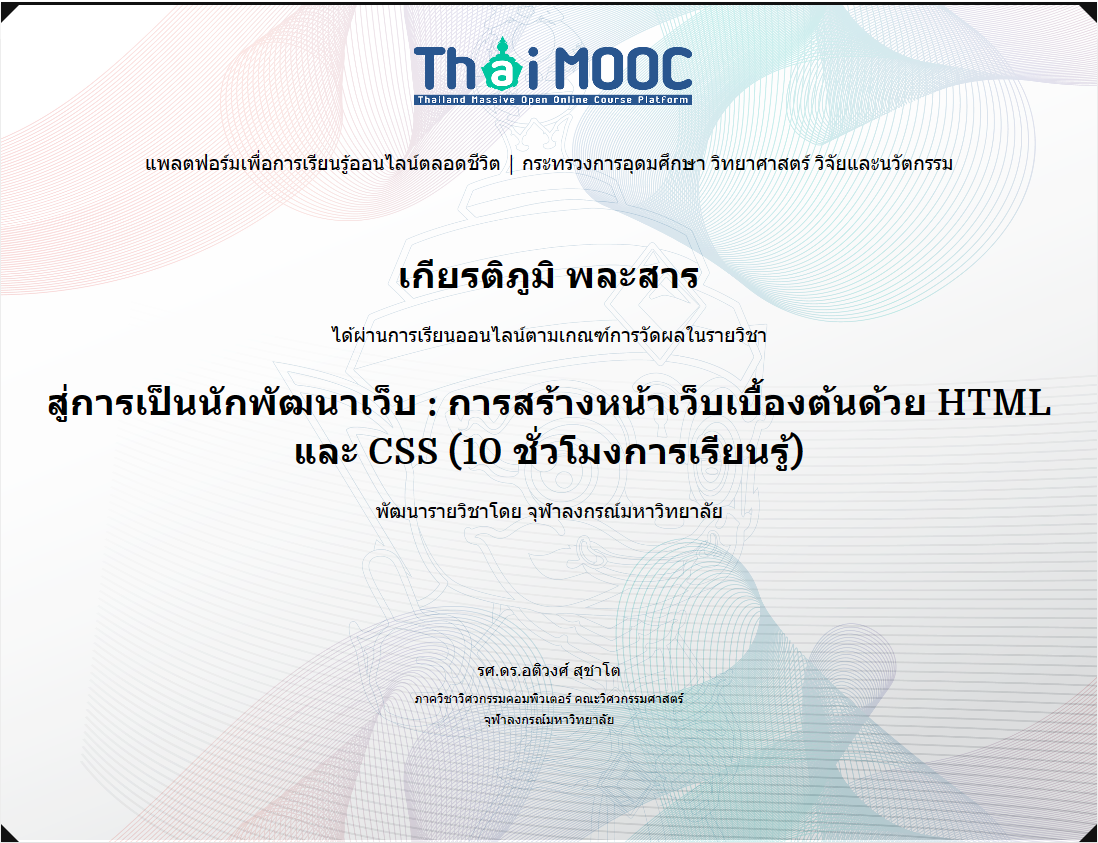 Thai MOOC
Thailand Massive Open Online Course Platform
แพลตฟอร์มเพื่อการเรียนรู้ออนไลน์ตลอดชีวิต | กระทรวงการอุดมศึกษา วิทยาศาสตร์ วิจัยและนวัตกรรม
เกียรติภูมิ พละสาร
ได้ผ่านการเรียนออนไลน์ตามเกณฑ์การวัดผลในรายวิชา
สู่การเป็นนักพัฒนาเว็บ : การสร้างหน้าเว็บเบื้องต้นด้วย HTML
และ CSS (10 ชั่วโมงการเรียนรู้)
พัฒนารายวิชาโดย จุฬาลงกรณ์มหาวิทยาลัย
รศ.ดร.อติวงศ์ สุชาโต
ภาควิชาวิศวกรรมคอมพิวเตอร์ คณะวิศวกรรมศาสตร์
จุฬาลงกรณ์มหาวิทยาลัย